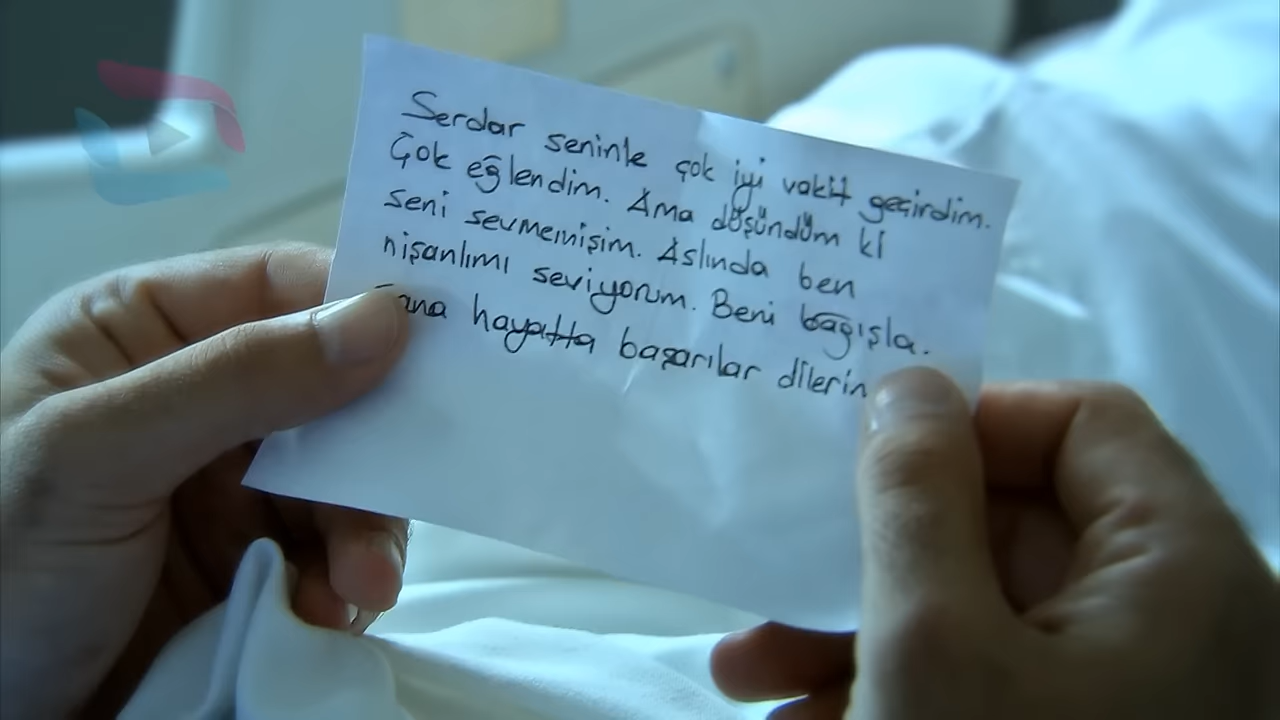 Serdar seninle çok iyi vakit geçirdim.
Çok eğlendim. Ama düşündüm ki
seni sevmemişim. Aslında ben
nişanlımı seviyorum. Beni bağışla.
hayatta başarılar